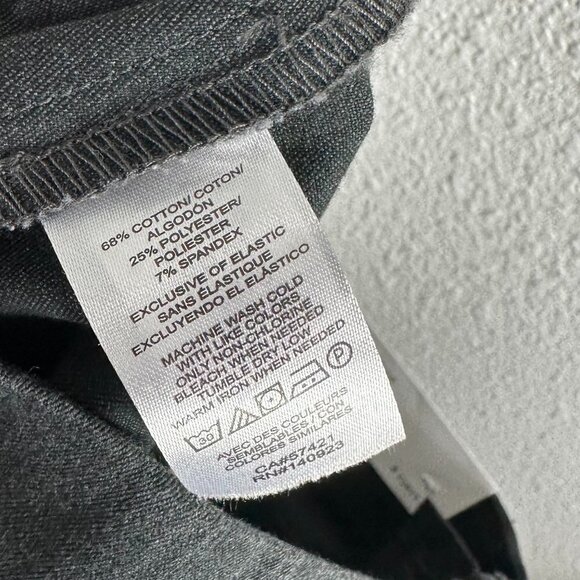 68% COTTON/ COTON/
ALGODÓN
25% POLYESTER/
POLIESTER
7% SPANDEX
EXCLUSIVE OF ELASTIC
SANS ÉLASTIQUE
EXCLUYENDO EL ELÁSTICO
MACHINE WASH COLD
WITH LIKE COLORS
ONLY NON-CHLORINE
BLEACH WHEN NEEDED
TUMBLE DRY LOW
WARM IRON WHEN NEEDED
30 P
AVEC DES COULEURS
SEMBLABLES / CON
COLORES SIMILARES
CA#57421
RN#140623